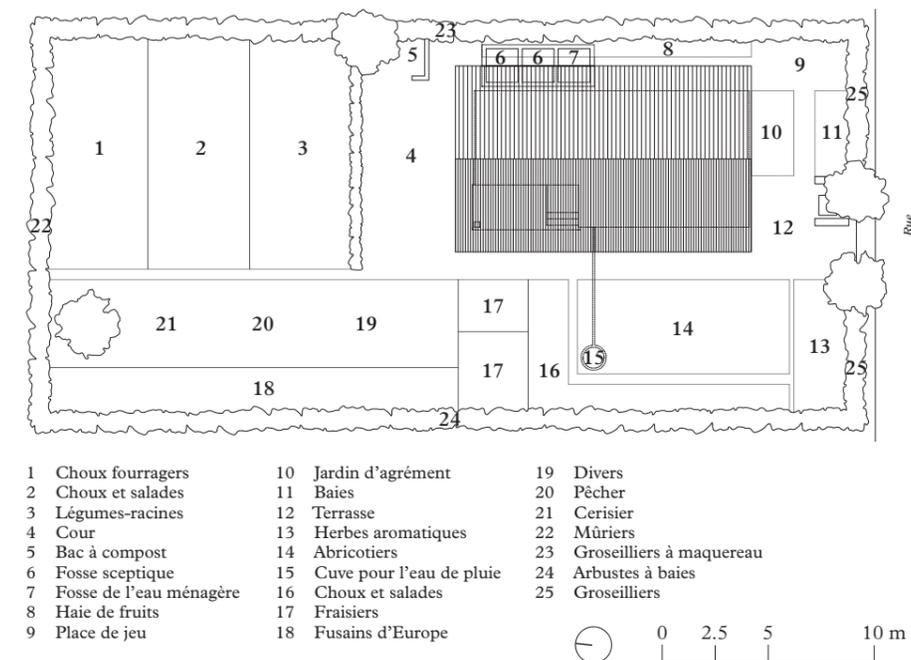 23
5
6 6 7
8
9
25
1
2
3
4
10
11
22
12
Rue
21
20
19
17
14
13
15
17
16
25
18
24
1 Choux fourragers
2 Choux et salades
3 Légumes-racines
4 Cour
5 Bac à compost
6 Fosse sceptique
7 Fosse de l’eau ménagère
8 Haie de fruits
9 Place de jeu
10 Jardin d’agrément
11 Baies
12 Terrasse
13 Herbes aromatiques
14 Abricotiers
15 Cuve pour l’eau de pluie
16 Choux et salades
17 Fraisiers
18 Fusains d’Europe
19 Divers
20 Pêcher
21 Cerisier
22 Mûriers
23 Groseilliers à maquereau
24 Arbustes à baies
25 Groseilliers
0 2.5 5 10 m